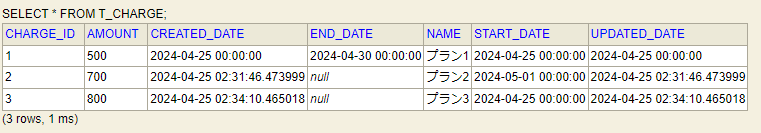 SELECT * FROM T_CHARGE;
CHARGE_ID AMOUNT CREATED_DATE END_DATE NAME START_DATE UPDATED_DATE
1 500 2024-04-25 00:00:00 2024-04-30 00:00:00 プラン1 2024-04-25 00:00:00 2024-04-25 00:00:00
2 700 2024-04-25 02:31:46.473999 null プラン2 2024-05-01 00:00:00 2024-04-25 02:31:46.473999
3 800 2024-04-25 02:34:10.465018 null プラン3 2024-04-25 00:00:00 2024-04-25 02:34:10.465018
(3 rows, 1 ms)